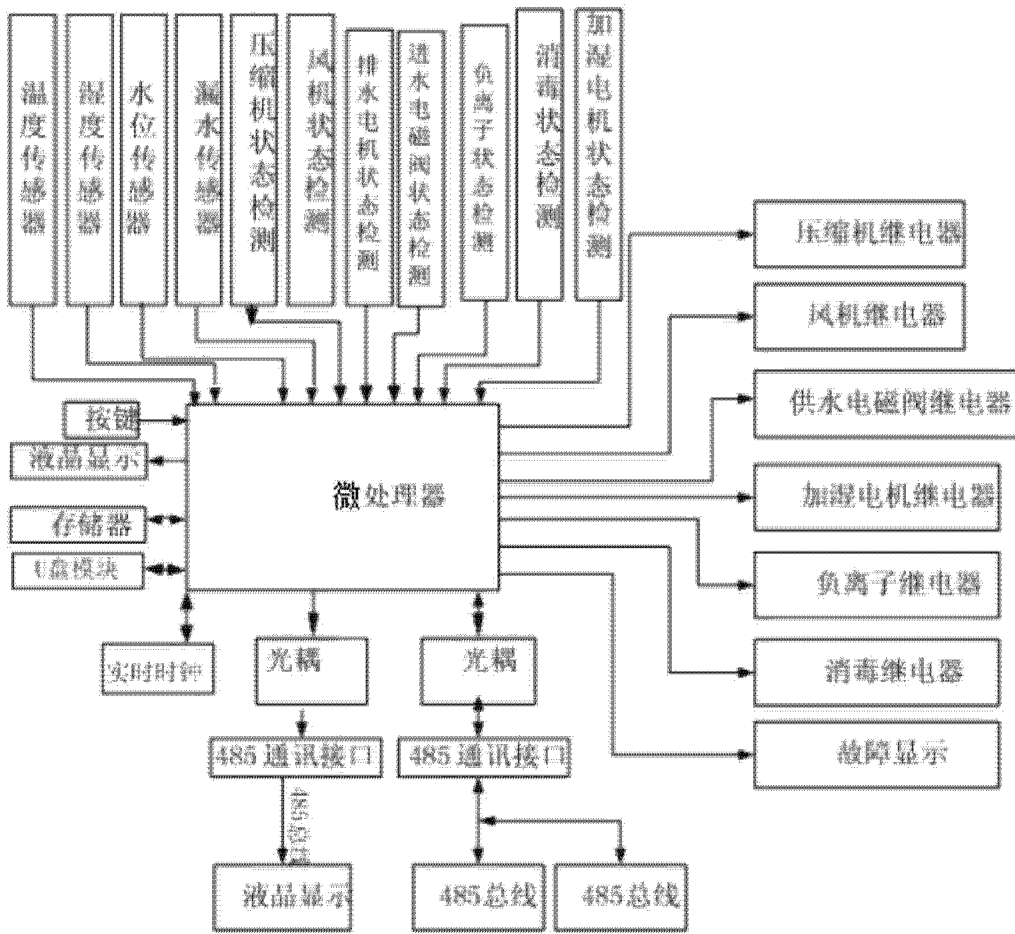 温度传感器
湿度传感器
水位传感器
漏水传感器
压缩机状态检测
风机状态检测
排水电机状态检测
进水电磁阀状态检测
负离子状态检测
消毒状态检测
加湿电机状态检测
压缩机继电器
风机继电器
供水电磁阀继电器
加湿电机继电器
负离子继电器
消毒继电器
故障显示
按键
液晶显示
存储器
U盘模块
微处理器
实时时钟
光耦
光耦
485通讯接口
485通讯接口
485总线
液晶显示
485总线
485总线